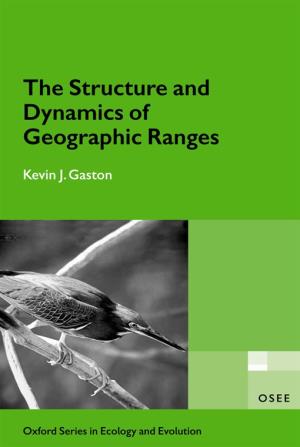 The Structure and
Dynamics of
Geographic Ranges
Kevin J. Gaston
OSEE
Oxford Series in Ecology and Evolution